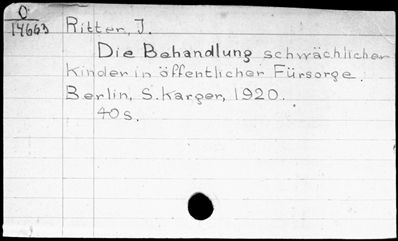 O
14663
Ritter, J.
Die Behandlung schwächlicher
Kinder in öffentlicher Fürsorge.
Berlin, S. Karger, 1920.
40 s.